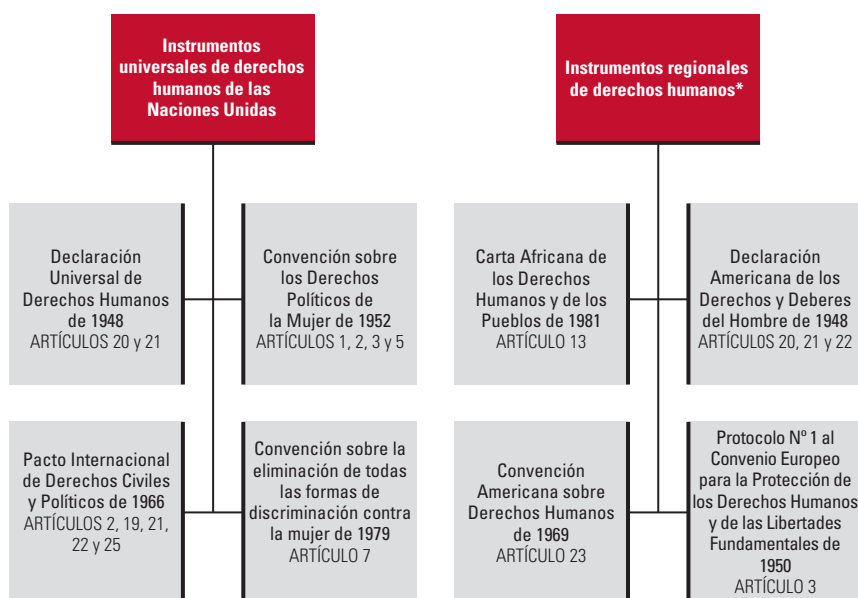 Instrumentos
universales de derechos
humanos de las
Naciones Unidas
Instrumentos regionales
de derechos humanos*
Declaración
Universal de
Derechos Humanos
de 1948
ARTÍCULOS 20 y 21
Convención sobre
los Derechos
Políticos de
la Mujer de 1952
ARTÍCULOS 1, 2, 3 y 5
Carta Africana de
los Derechos
Humanos y de los
Pueblos de 1981
ARTÍCULO 13
Declaración
Americana de los
Derechos y Deberes
del Hombre de 1948
ARTÍCULOS 20, 21 y 22
Pacto Internacional
de Derechos Civiles
y Políticos de 1966
ARTÍCULOS 2, 19, 21,
22 y 25
Convención sobre la
eliminación de todas
las formas de
discriminación contra
la mujer de 1979
ARTÍCULO 7
Convención
Americana sobre
Derechos Humanos
de 1969
ARTÍCULO 23
Protocolo Nº 1 al
Convenio Europeo
para la Protección de
los Derechos Humanos
y de las Libertades
Fundamentales de
1950
ARTÍCULO 3